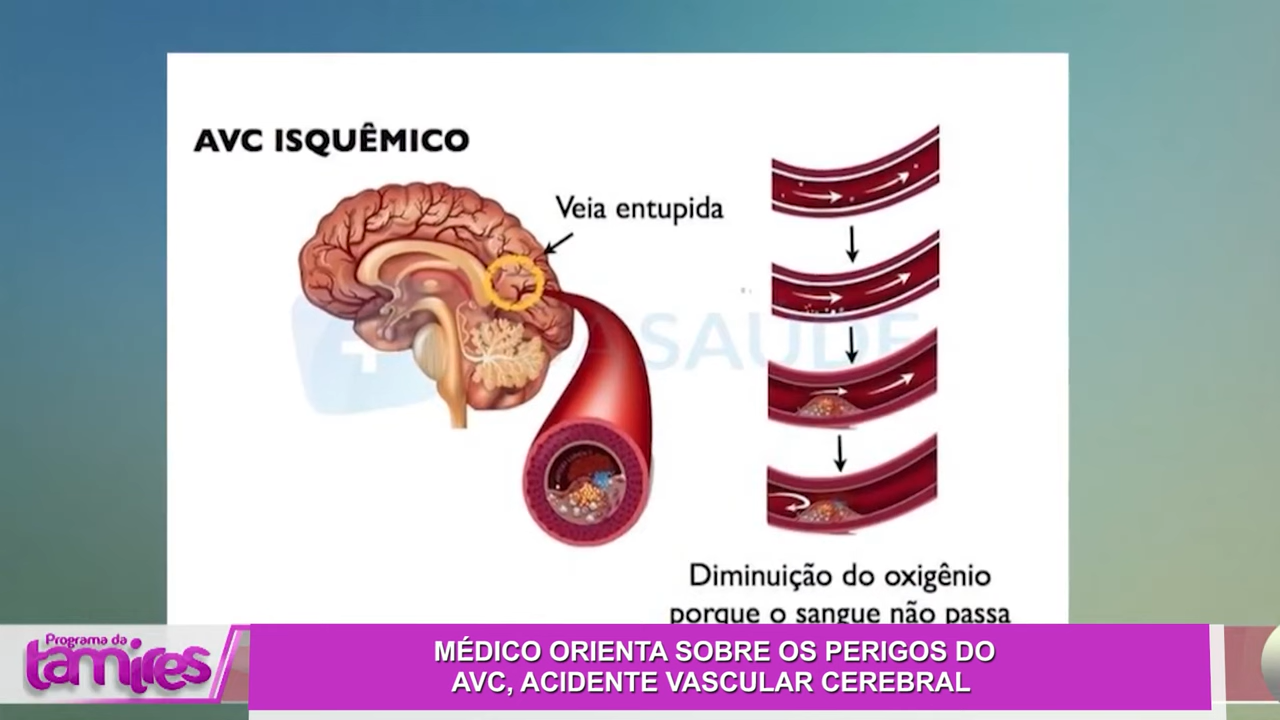 AVC ISQUÊMICO
Veia entupida
ASAÚDE
Diminuição do oxigênio
porque o sangue não passa
Programa da
tamires
MÉDICO ORIENTA SOBRE OS PERIGOS DO
AVC, ACIDENTE VASCULAR CEREBRAL